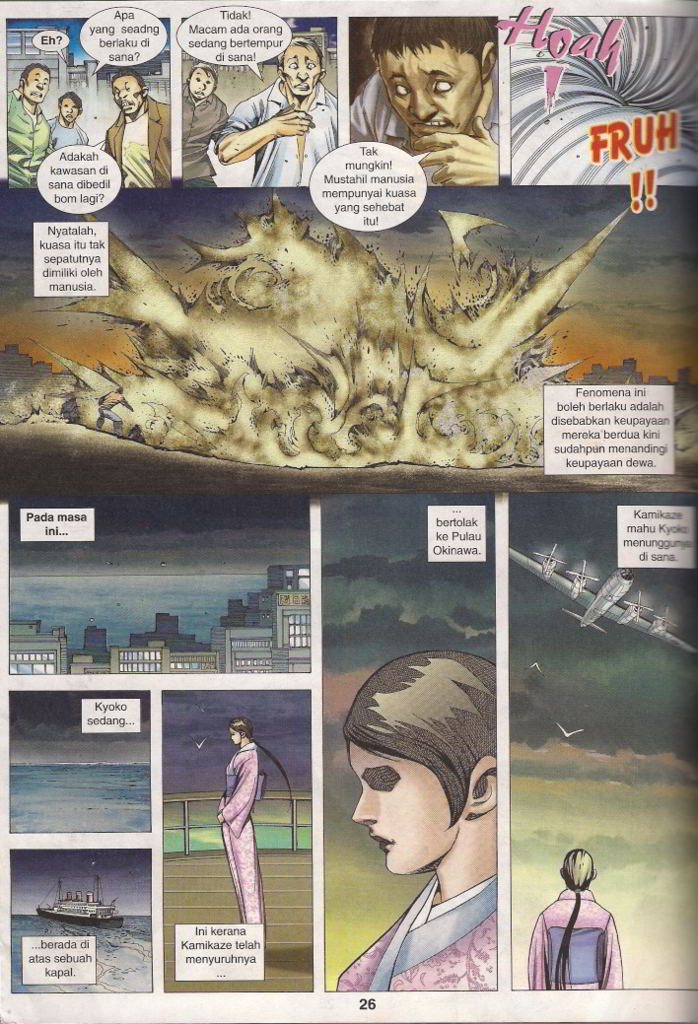 Eh?
Apa
yang seadng
berlaku di
sana?
Tidak!
Macam ada orang
sedang bertempur
di sana!
Hoah
!
FRUH
!!
Adakah
kawasan di
sana dibedil
bom lagi?
Tak
mungkin!
Mustahil manusia
mempunyai kuasa
yang sehebat
itu!
Nyatalah,
kuasa itu tak
sepatutnya
dimiliki oleh
manusia.
Fenomena ini
boleh berlaku adalah
disebabkan keupayaan
mereka berdua kini
sudahpun menandingi
keupayaan dewa.
Pada masa
ini...
Kyoko
sedang...
...berada di
atas sebuah
kapal.
Ini kerana
Kamikaze telah
menyuruhnya
...
...
bertolak
ke Pulau
Okinawa.
Kamikaze
mahu Kyoko
menunggunya
di sana.
26